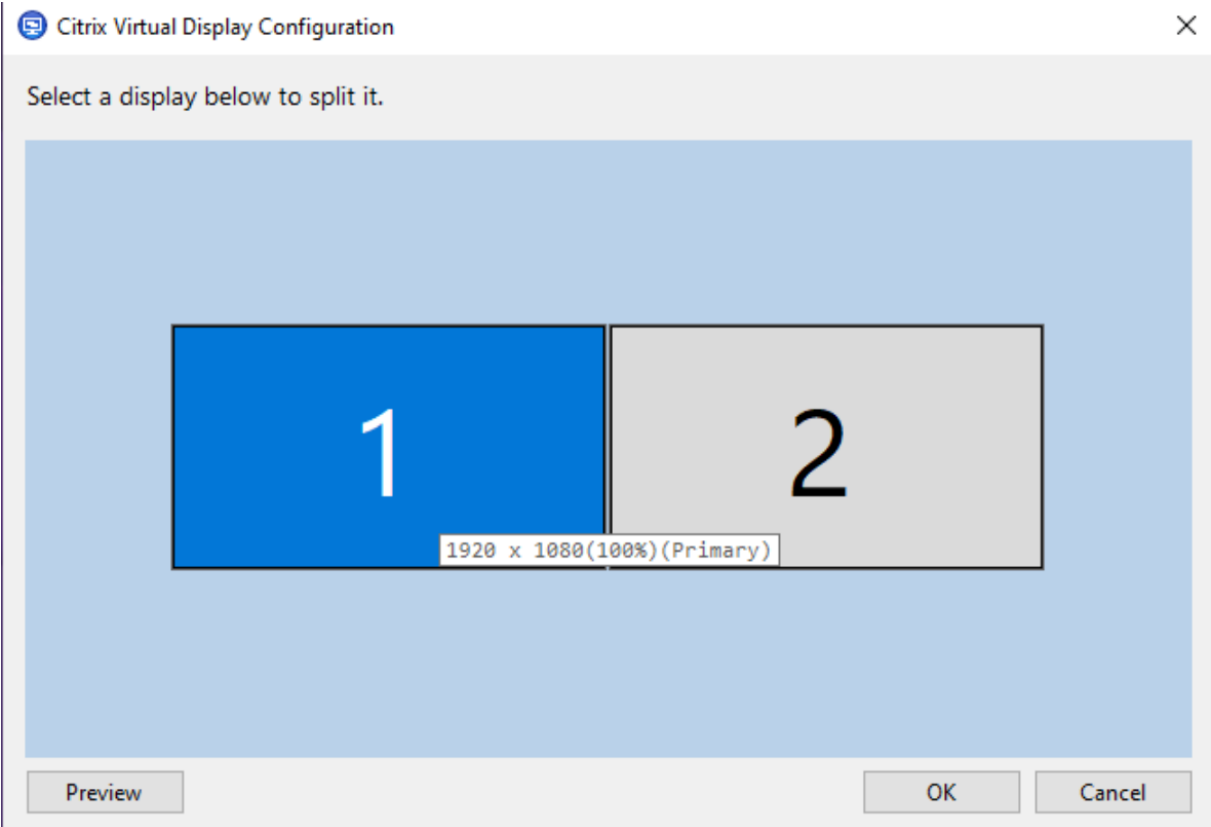 Citrix Virtual Display Configuration
Select a display below to split it.
1
2
1920 x 1080(100%)(Primary)
Preview
OK
Cancel